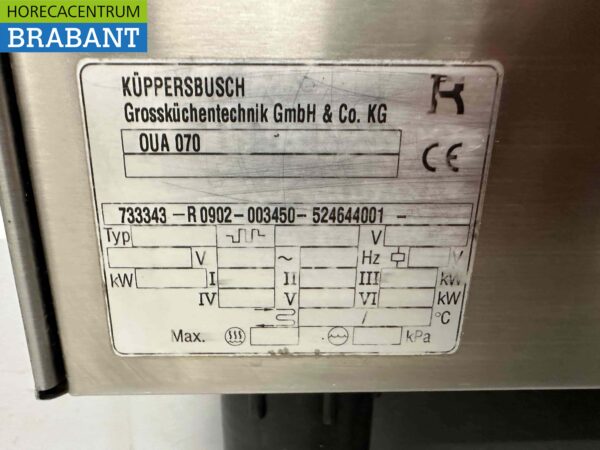 HORECACENTRUM
BRABANT
KÜPPERSBUSCH
Grossküchentechnik GmbH & Co. KG
OUA 070
CE
733343 - R 0902 - 003450 - 524644001 -
Typ V
V ~ Hz V
kW I II III kW
IV V VI kW
/ °C
Max. kPa